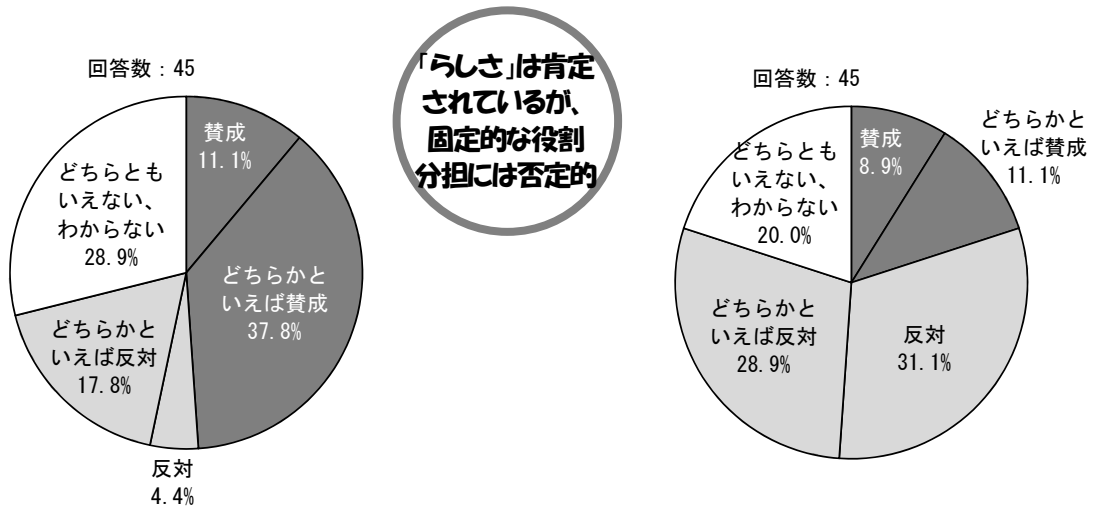 回答数：45
賛成
11.1%
どちらかと
いえば賛成
37.8%
反対
4.4%
どちらかと
いえば反対
17.8%
どちらとも
いえない、
わからない
28.9%
「らしさ」は肯定
されているが、
固定的な役割
分担には否定的
回答数：45
賛成
8.9%
どちらかと
いえば賛成
11.1%
反対
31.1%
どちらかと
いえば反対
28.9%
どちらとも
いえない、
わからない
20.0%